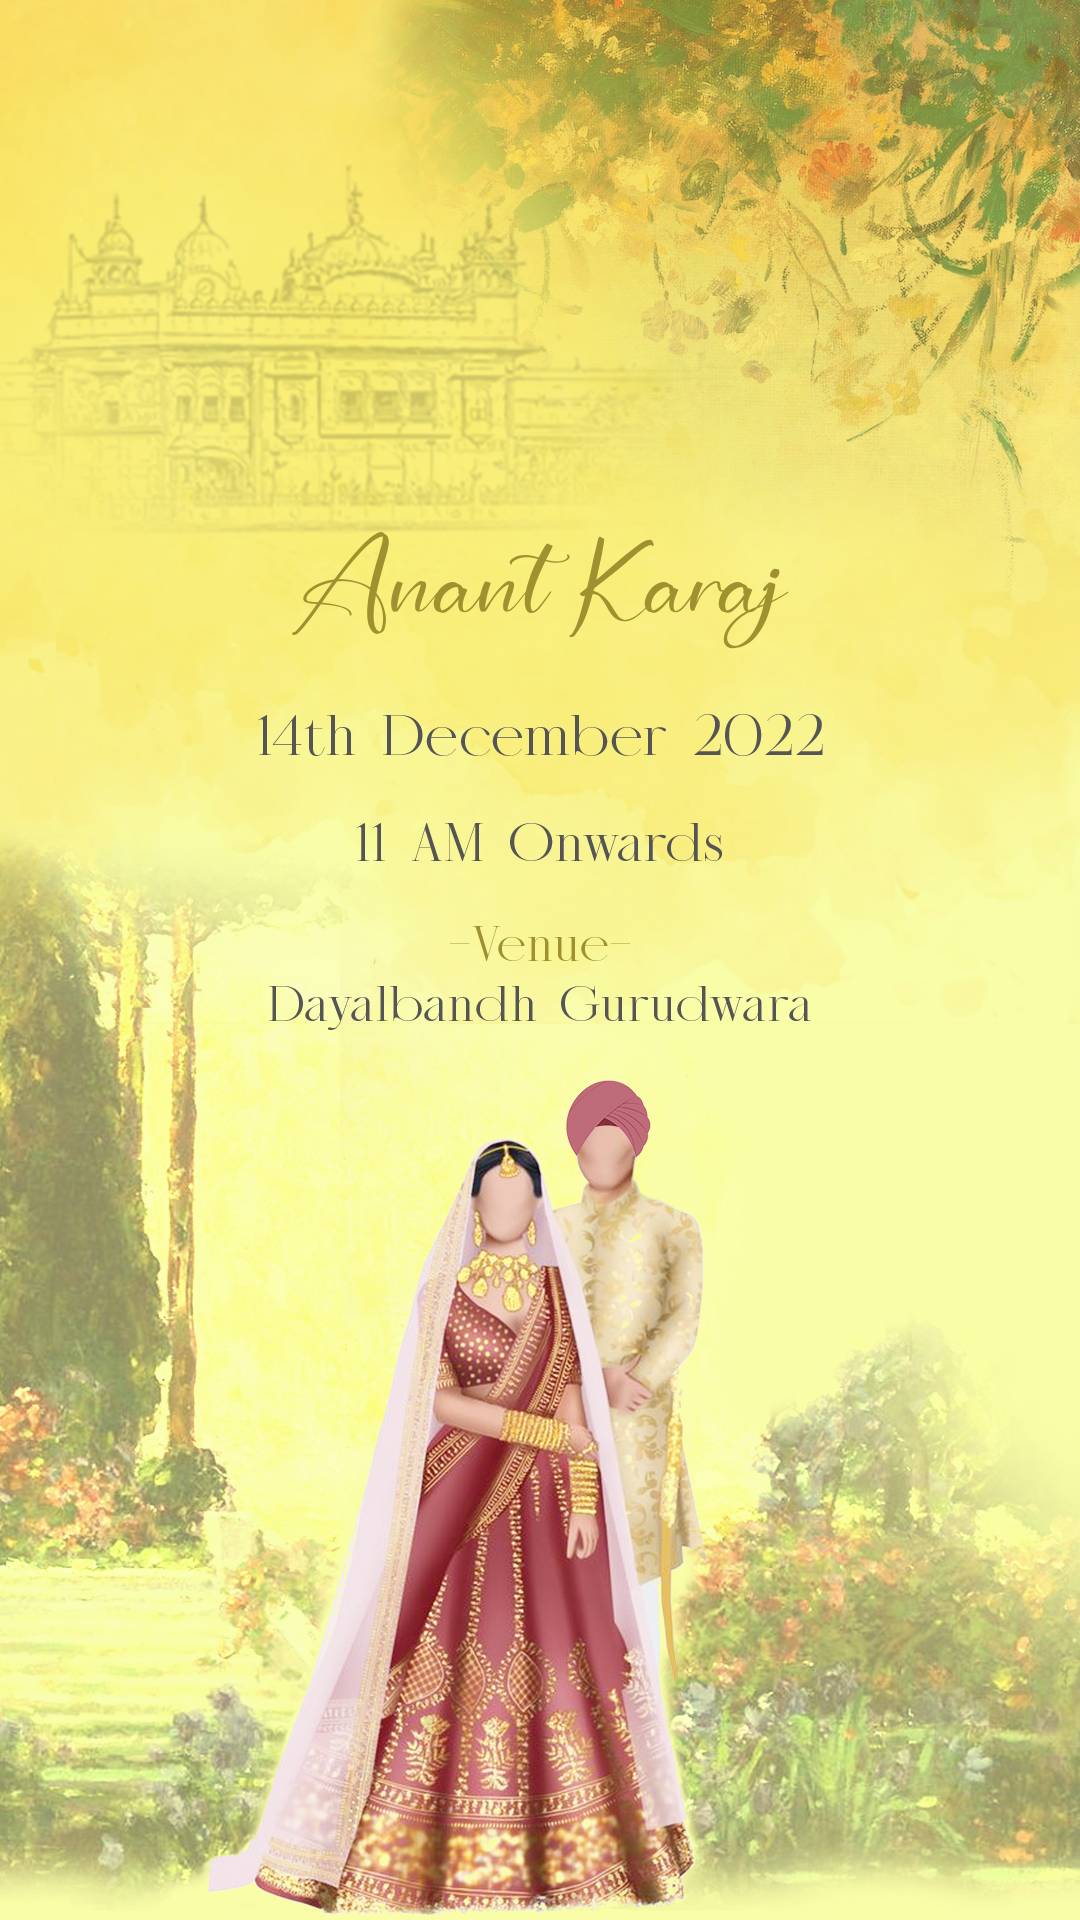 Anant Karaj
14th December 2022
11 AM Onwards
-Venue-
Dayalbandh Gurudwara